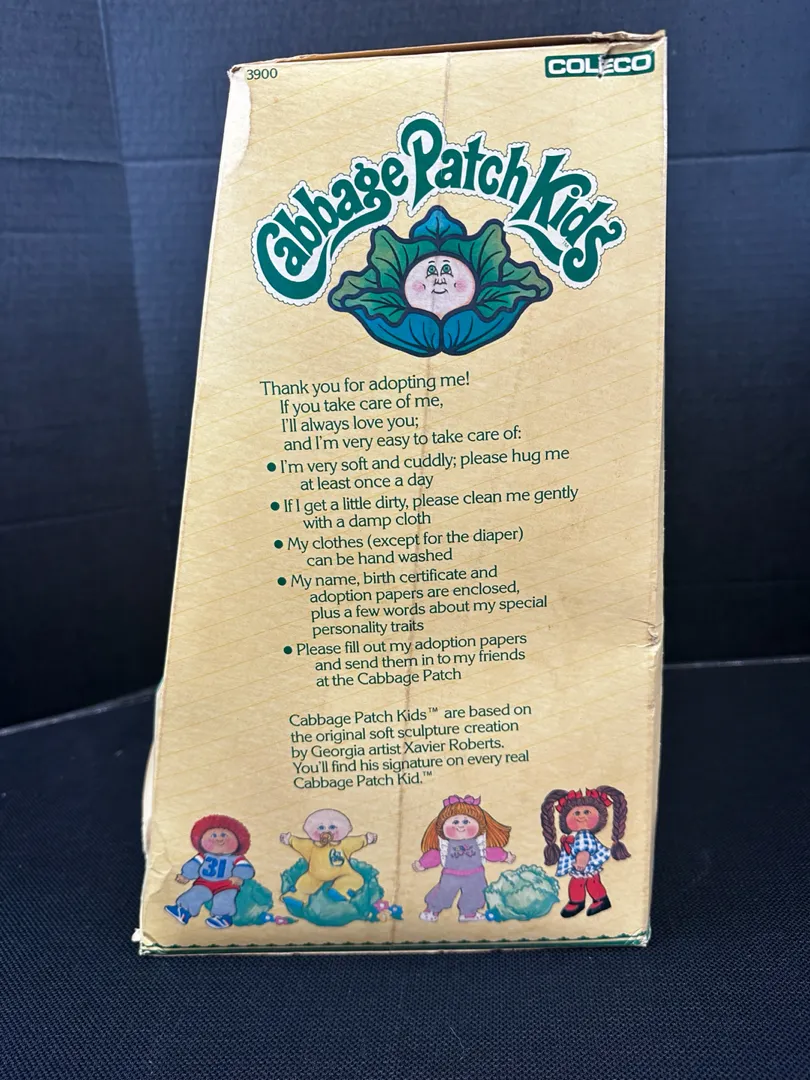 3900
COLECO
Cabbage Patch Kids
Thank you for adopting me!
If you take care of me,
I'll always love you;
and I'm very easy to take care of:
• I'm very soft and cuddly; please hug me
at least once a day
• If I get a little dirty, please clean me gently
with a damp cloth
• My clothes (except for the diaper)
can be hand washed
• My name, birth certificate and
adoption papers are enclosed,
plus a few words about my special
personality traits
• Please fill out my adoption papers
and send them in to my friends
at the Cabbage Patch
Cabbage Patch Kids™ are based on
the original soft sculpture creation
by Georgia artist Xavier Roberts.
You'll find his signature on every real
Cabbage Patch Kid.™
31